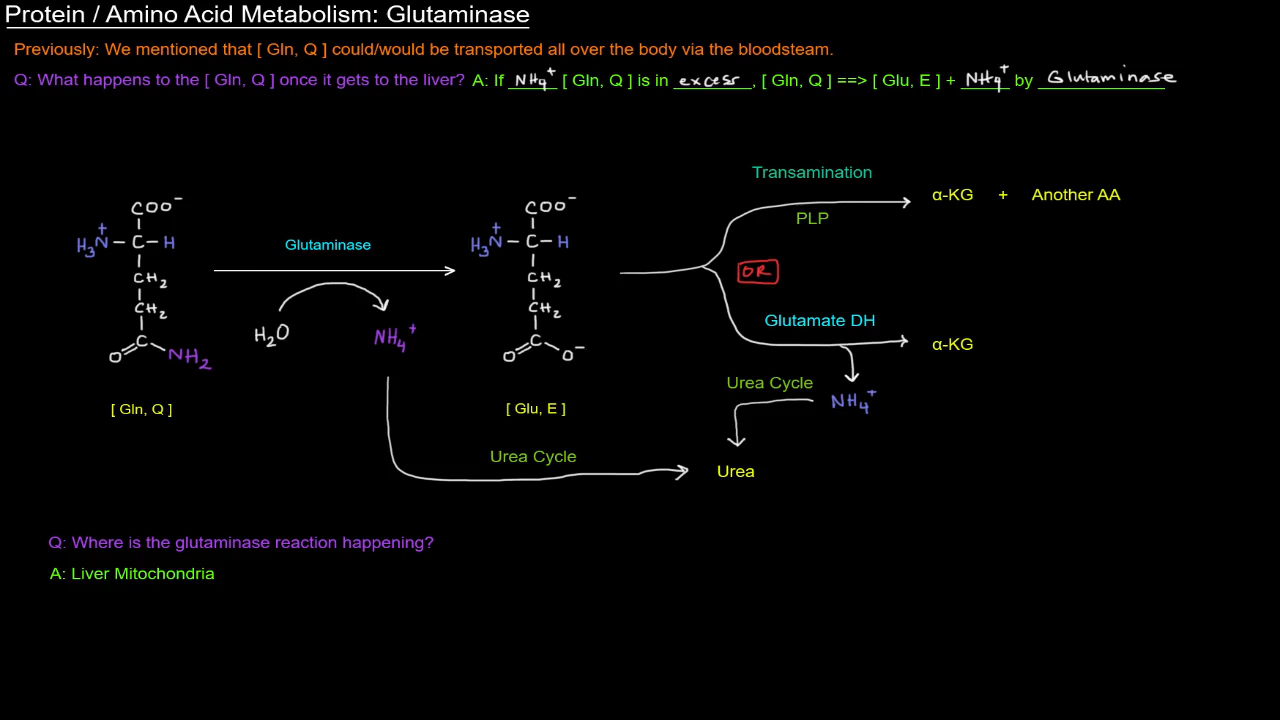 Protein / Amino Acid Metabolism: Glutaminase
Previously: We mentioned that [ Gln, Q ] could/would be transported all over the body via the bloodsteam.
Q: What happens to the [ Gln, Q ] once it gets to the liver? A: If NH4+ [ Gln, Q ] is in excess, [ Gln, Q ] ==> [ Glu, E ] + NH4+ by Glutaminase
Transamination
α-KG + Another AA
PLP
COO−
H3N+ – C – H
CH2
CH2
O C NH2
[ Gln, Q ]
Glutaminase
H2O NH4+
COO−
H3N+ – C – H
CH2
CH2
O C O−
[ Glu, E ]
OR
Glutamate DH
α-KG
Urea Cycle
NH4+
Urea Cycle
Urea
Q: Where is the glutaminase reaction happening?
A: Liver Mitochondria